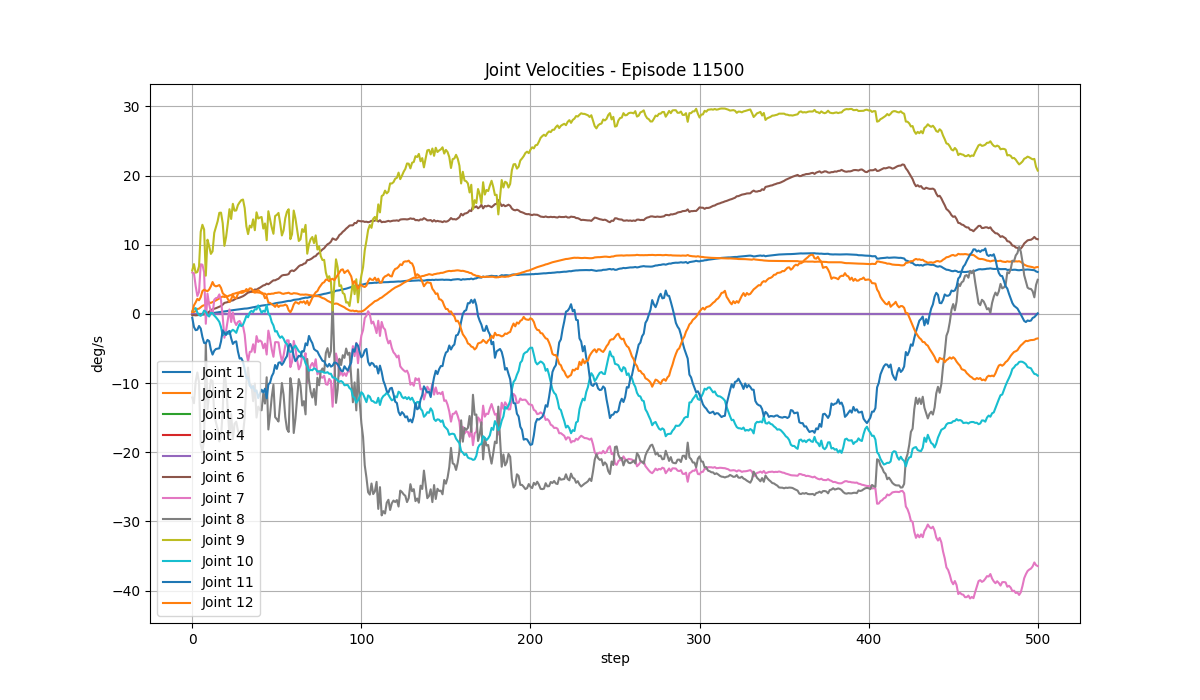 Joint Velocities - Episode 11500
deg/s
30
20
10
0
−10
−20
−30
−40
Joint 1
Joint 2
Joint 3
Joint 4
Joint 5
Joint 6
Joint 7
Joint 8
Joint 9
Joint 10
Joint 11
Joint 12
0 100 200 300 400 500
step